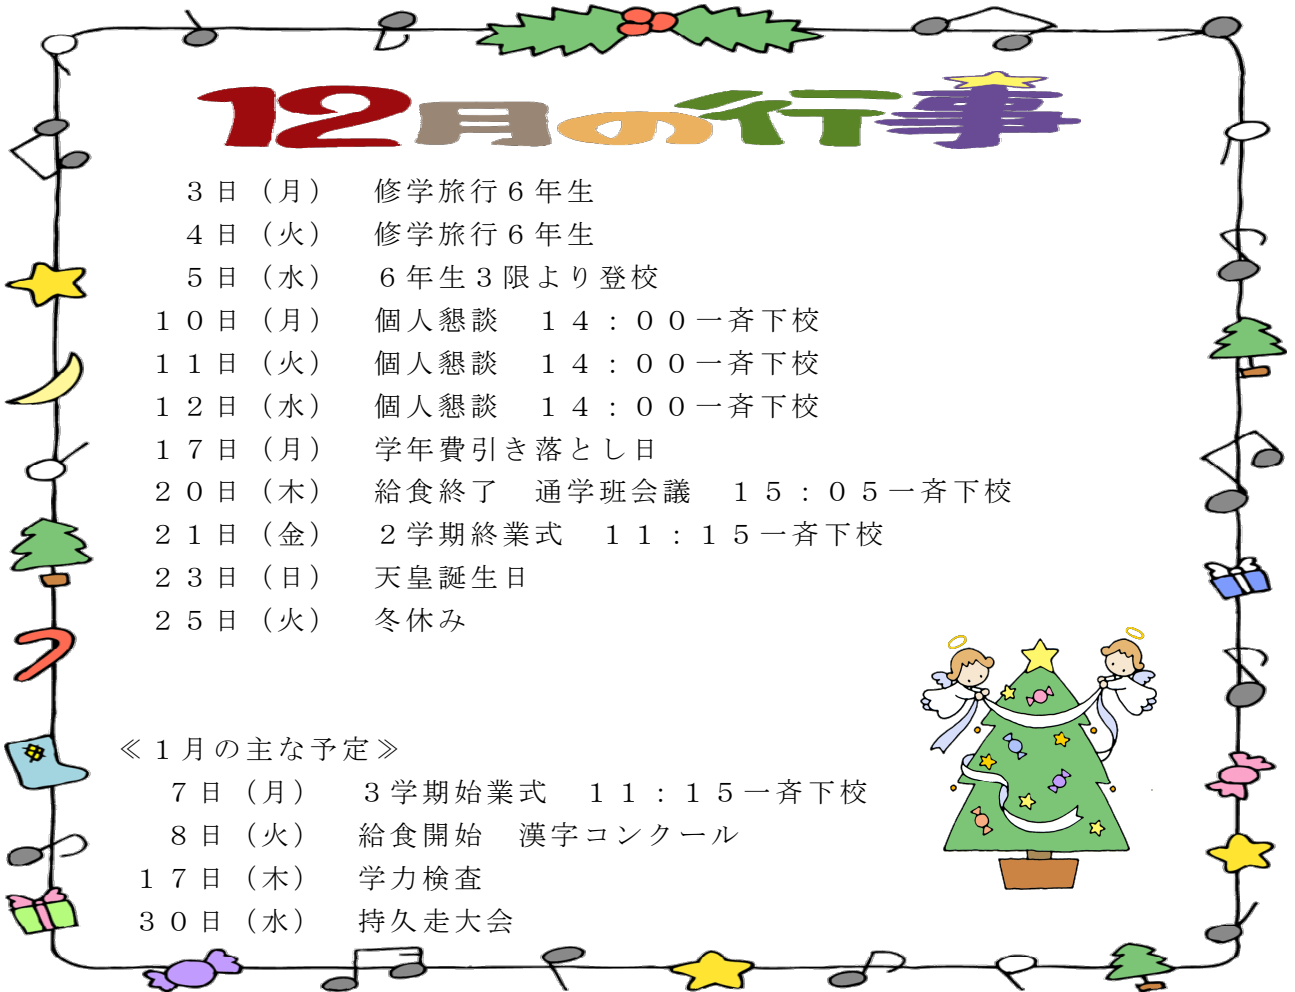 12月の行事
３日（月）　修学旅行６年生
４日（火）　修学旅行６年生
５日（水）　６年生３限より登校
１０日（月）　個人懇談　１４：００一斉下校
１１日（火）　個人懇談　１４：００一斉下校
１２日（水）　個人懇談　１４：００一斉下校
１７日（月）　学年費引き落とし日
２０日（木）　給食終了　通学班会議　１５：０５一斉下校
２１日（金）　２学期終業式　１１：１５一斉下校
２３日（日）　天皇誕生日
２５日（火）　冬休み
≪１月の主な予定≫
７日（月）　３学期始業式　１１：１５一斉下校
８日（火）　給食開始　漢字コンクール
１７日（木）　学力検査
３０日（水）　持久走大会